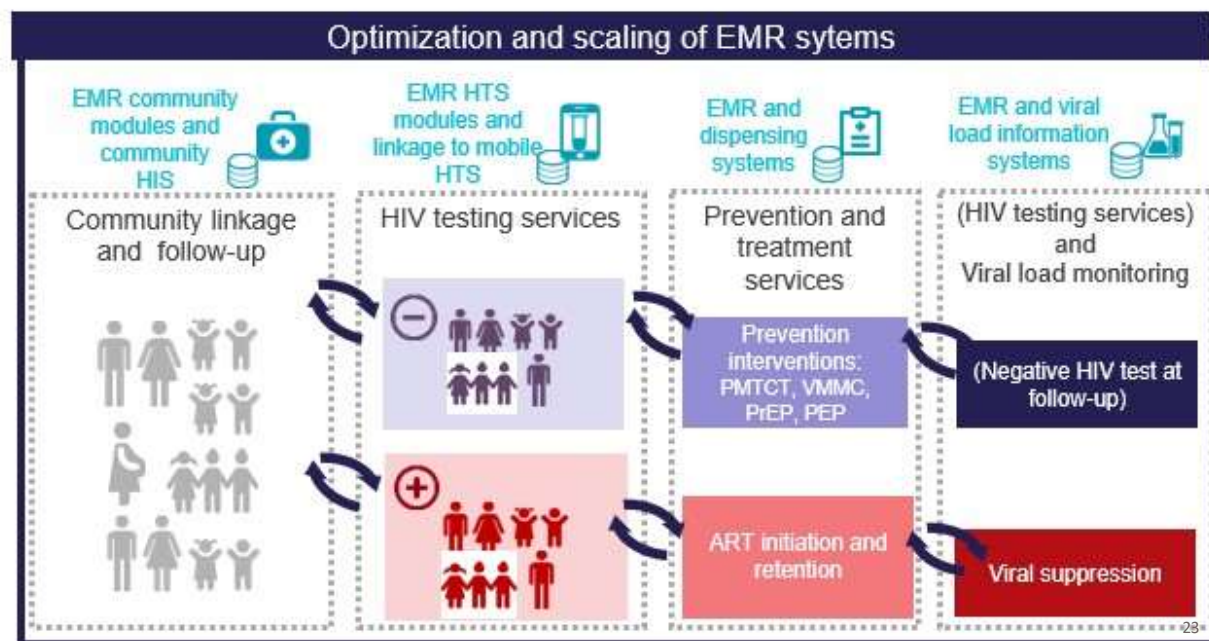 Optimization and scaling of EMR sytems
EMR community
modules and
community
HIS
EMR HTS
modules and
linkage to mobile
HTS
EMR and
dispensing
systems
EMR and viral
load information
systems
Community linkage
and follow-up
HIV testing services
Prevention and
treatment
services
(HIV testing services)
and
Viral load monitoring
Prevention
interventions:
PMTCT, VMMC,
PrEP, PEP
(Negative HIV test at
follow-up)
ART initiation and
retention
Viral suppression
23